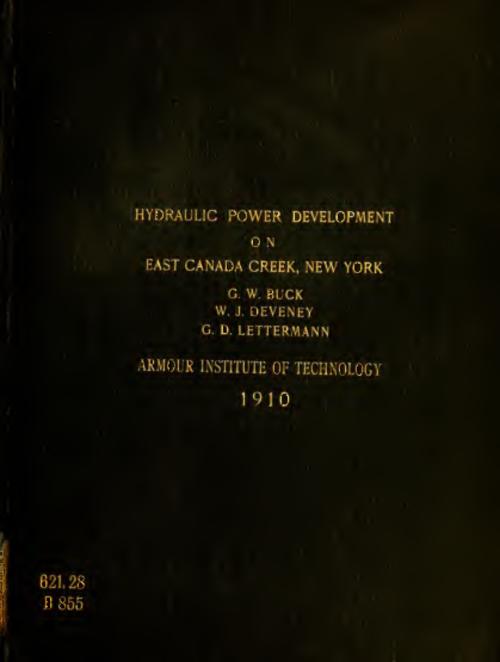 HYDRAULIC POWER DEVELOPMENT
ON
EAST CANADA CREEK, NEW YORK
G. W. BUCK
W. J. DEVENEY
G. D. LETTERMANN
ARMOUR INSTITUTE OF TECHNOLOGY
1910
621.28
B 855